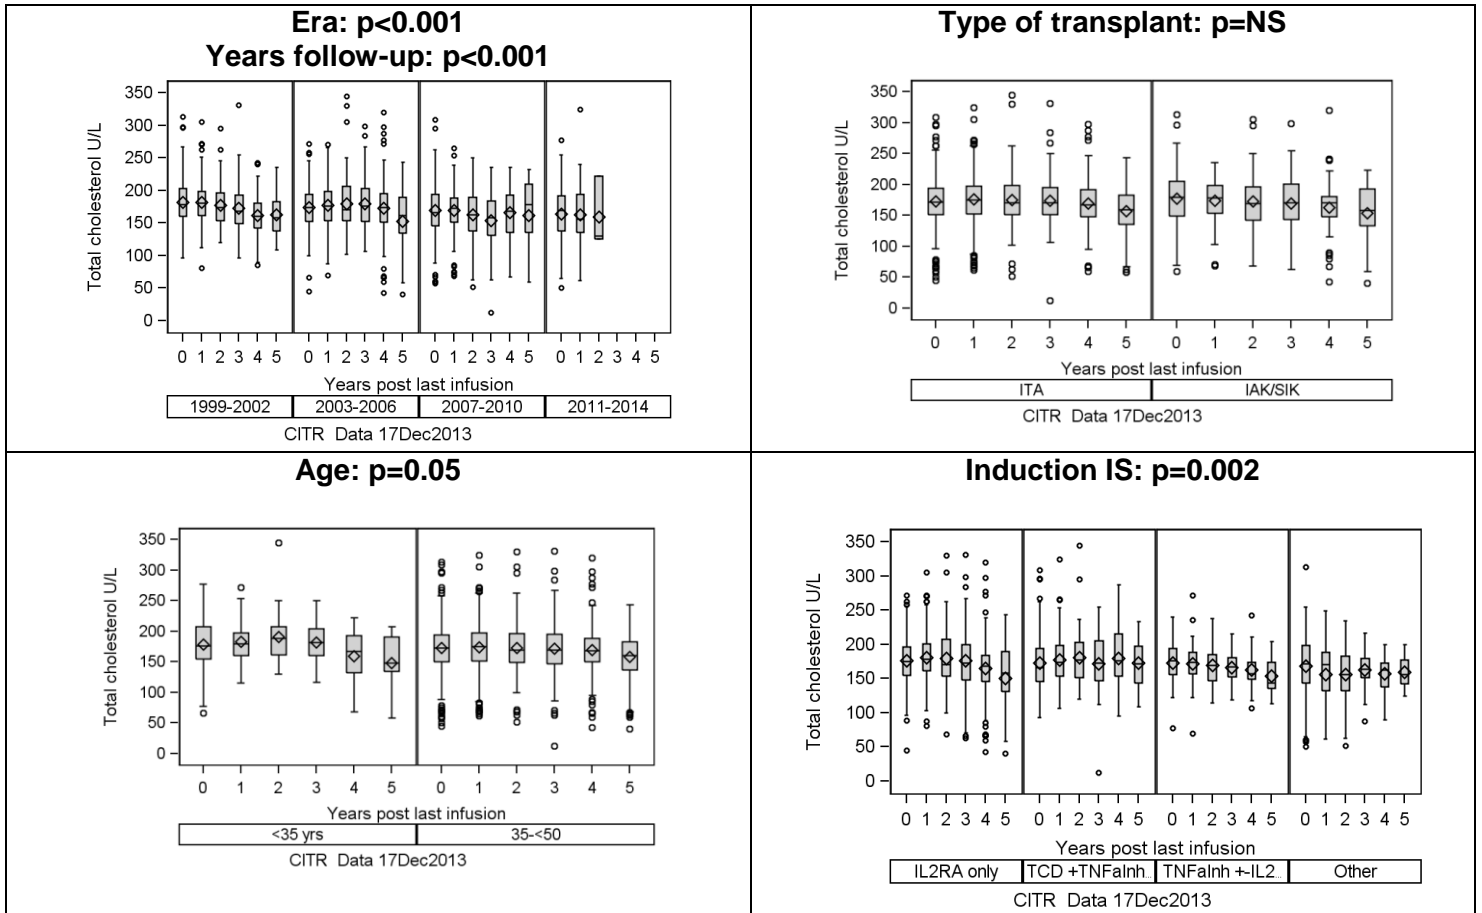 Era: p<0.001
Years follow-up: p<0.001
Total cholesterol U/L
350
300
250
200
150
100
50
0
0 1 2 3 4 5 0 1 2 3 4 5 0 1 2 3 4 5 0 1 2 3 4 5
Years post last infusion
1999-2002 2003-2006 2007-2010 2011-2014
CITR Data 17Dec2013
Type of transplant: p=NS
Total cholesterol U/L
350
300
250
200
150
100
50
0
0 1 2 3 4 5 0 1 2 3 4 5
Years post last infusion
ITA IAK/SIK
CITR Data 17Dec2013
Age: p=0.05
Total cholesterol U/L
350
300
250
200
150
100
50
0
0 1 2 3 4 5 0 1 2 3 4 5
Years post last infusion
<35 yrs 35-<50
CITR Data 17Dec2013
Induction IS: p=0.002
Total cholesterol U/L
350
300
250
200
150
100
50
0
0 1 2 3 4 5 0 1 2 3 4 5 0 1 2 3 4 5 0 1 2 3 4 5
Years post last infusion
IL2RA only TCD +TNFaInh... TNFaInh +-IL2... Other
CITR Data 17Dec2013